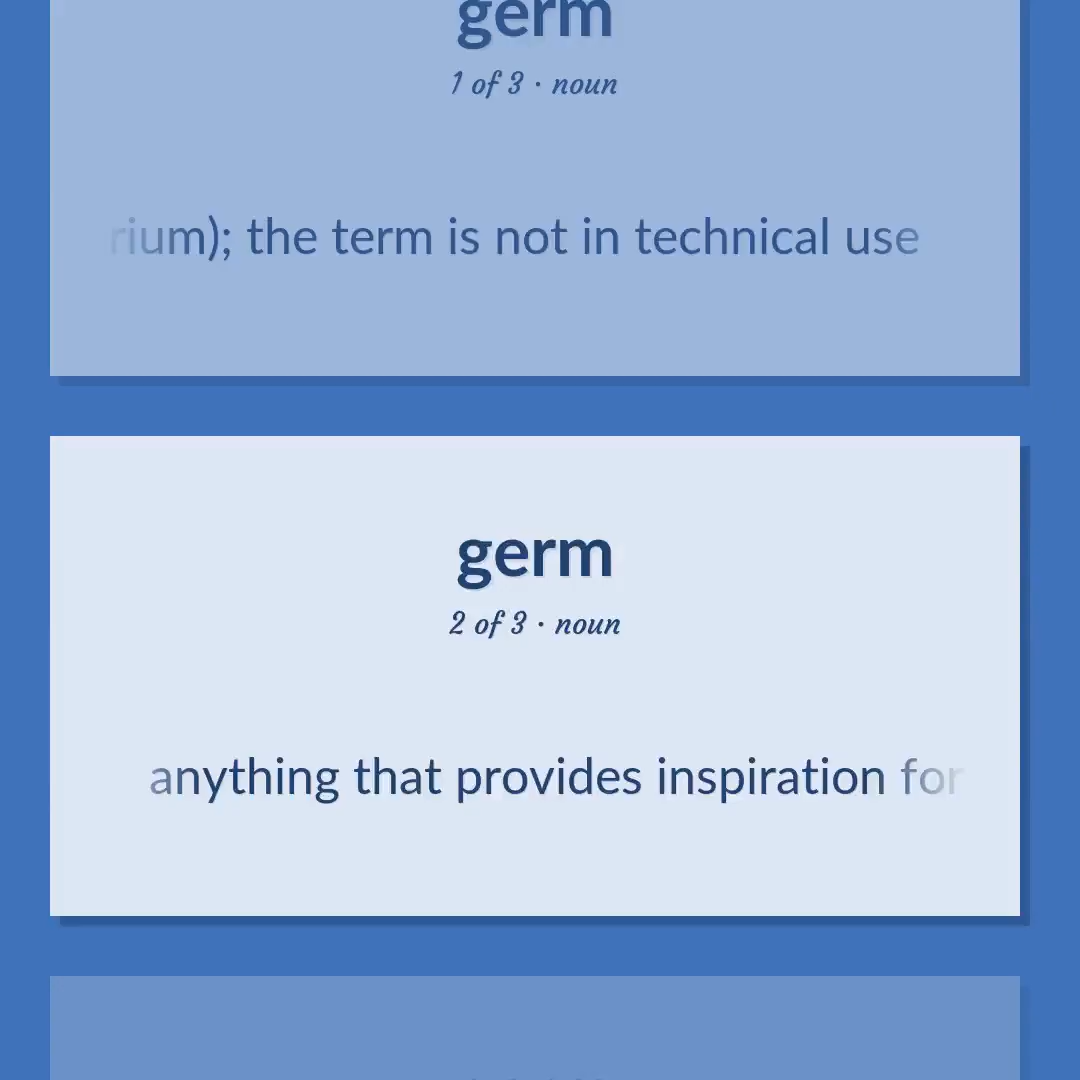 germ
1 of 3 · noun
rium); the term is not in technical use
germ
2 of 3 · noun
anything that provides inspiration for